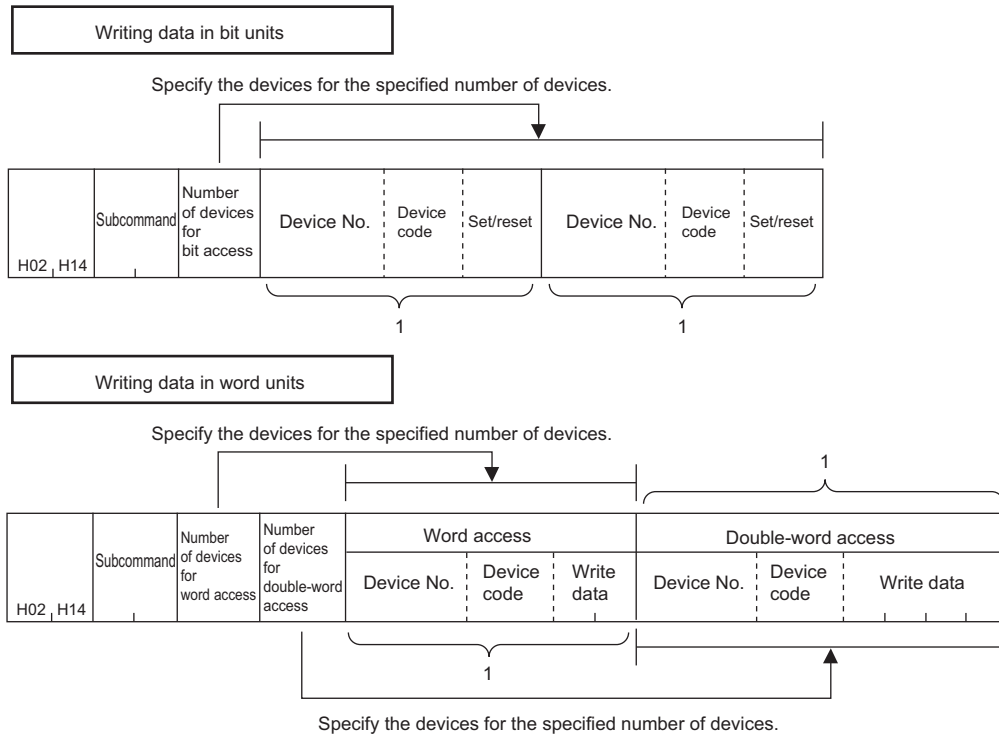 Writing data in bit units
Specify the devices for the specified number of devices.
H02 H14
Subcommand
Number
of devices
for
bit access
Device No.
Device
code
Set/reset
Device No.
Device
code
Set/reset
1
1
Writing data in word units
Specify the devices for the specified number of devices.
1
H02 H14
Subcommand
Number
of devices
for
word access
Number
of devices
for
double-word
access
Word access
Device No.
Device
code
Write
data
Double-word access
Device No.
Device
code
Write data
1
Specify the devices for the specified number of devices.